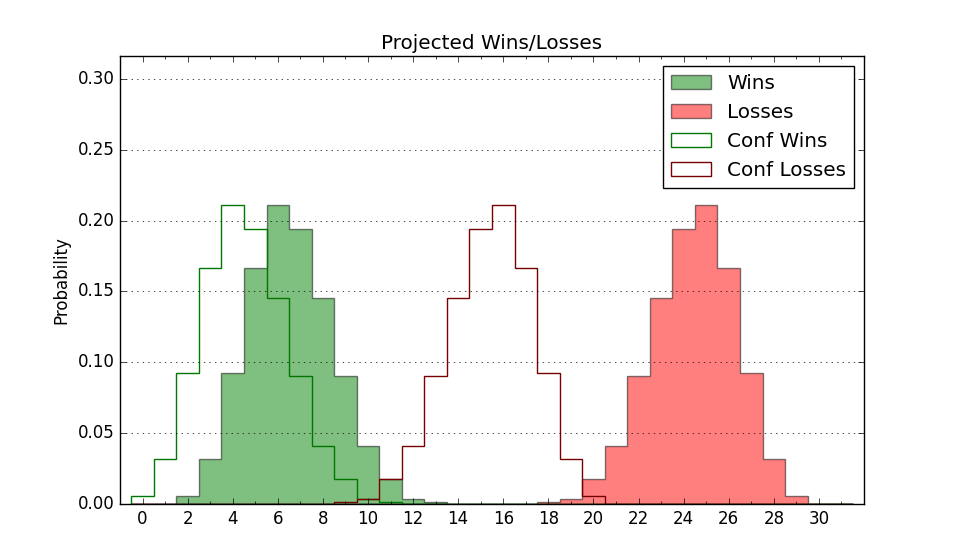 Projected Wins/Losses
0.30
0.25
0.20
0.15
0.10
0.05
0.00
Probability
Wins
Losses
Conf Wins
Conf Losses
0 2 4 6 8 10 12 14 16 18 20 22 24 26 28 30